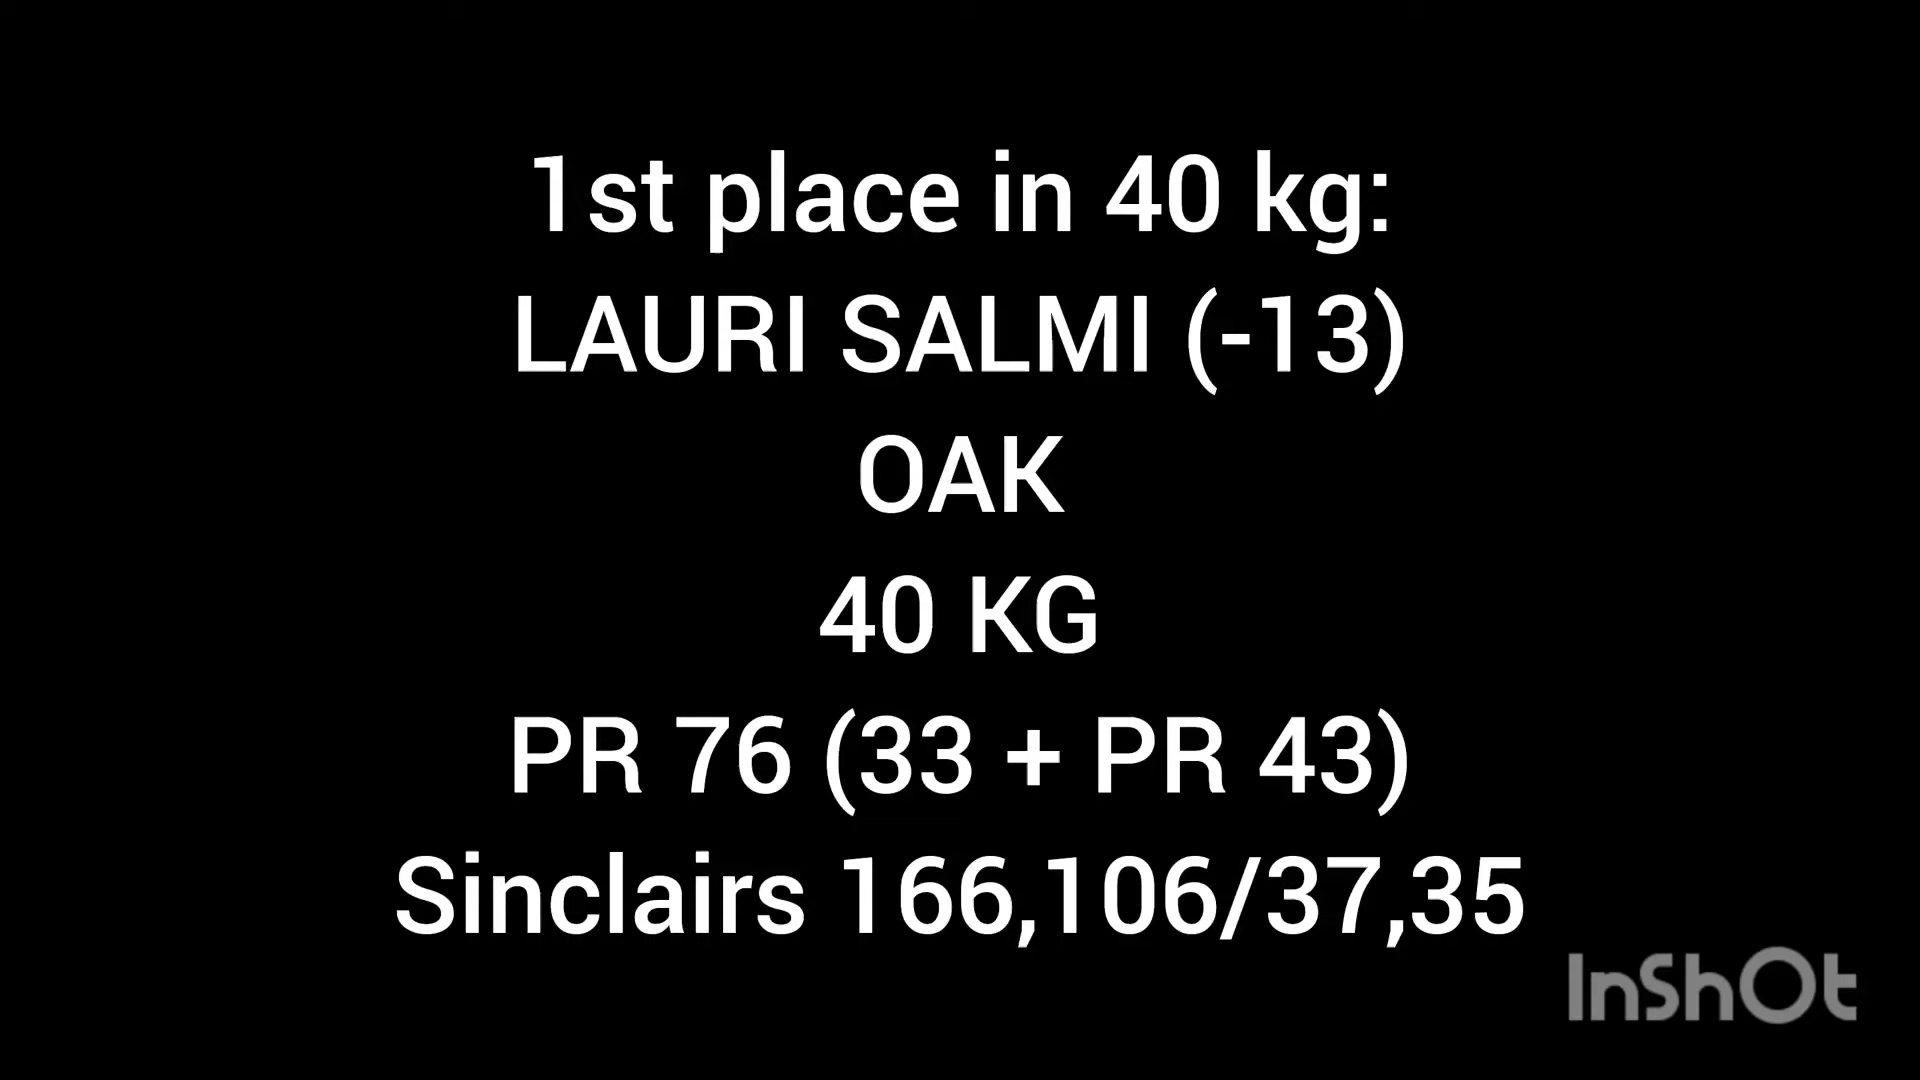 1st place in 40 kg:
LAURI SALMI (-13)
OAK
40 KG
PR 76 (33 + PR 43)
Sinclairs 166,106/37,35
InShOt